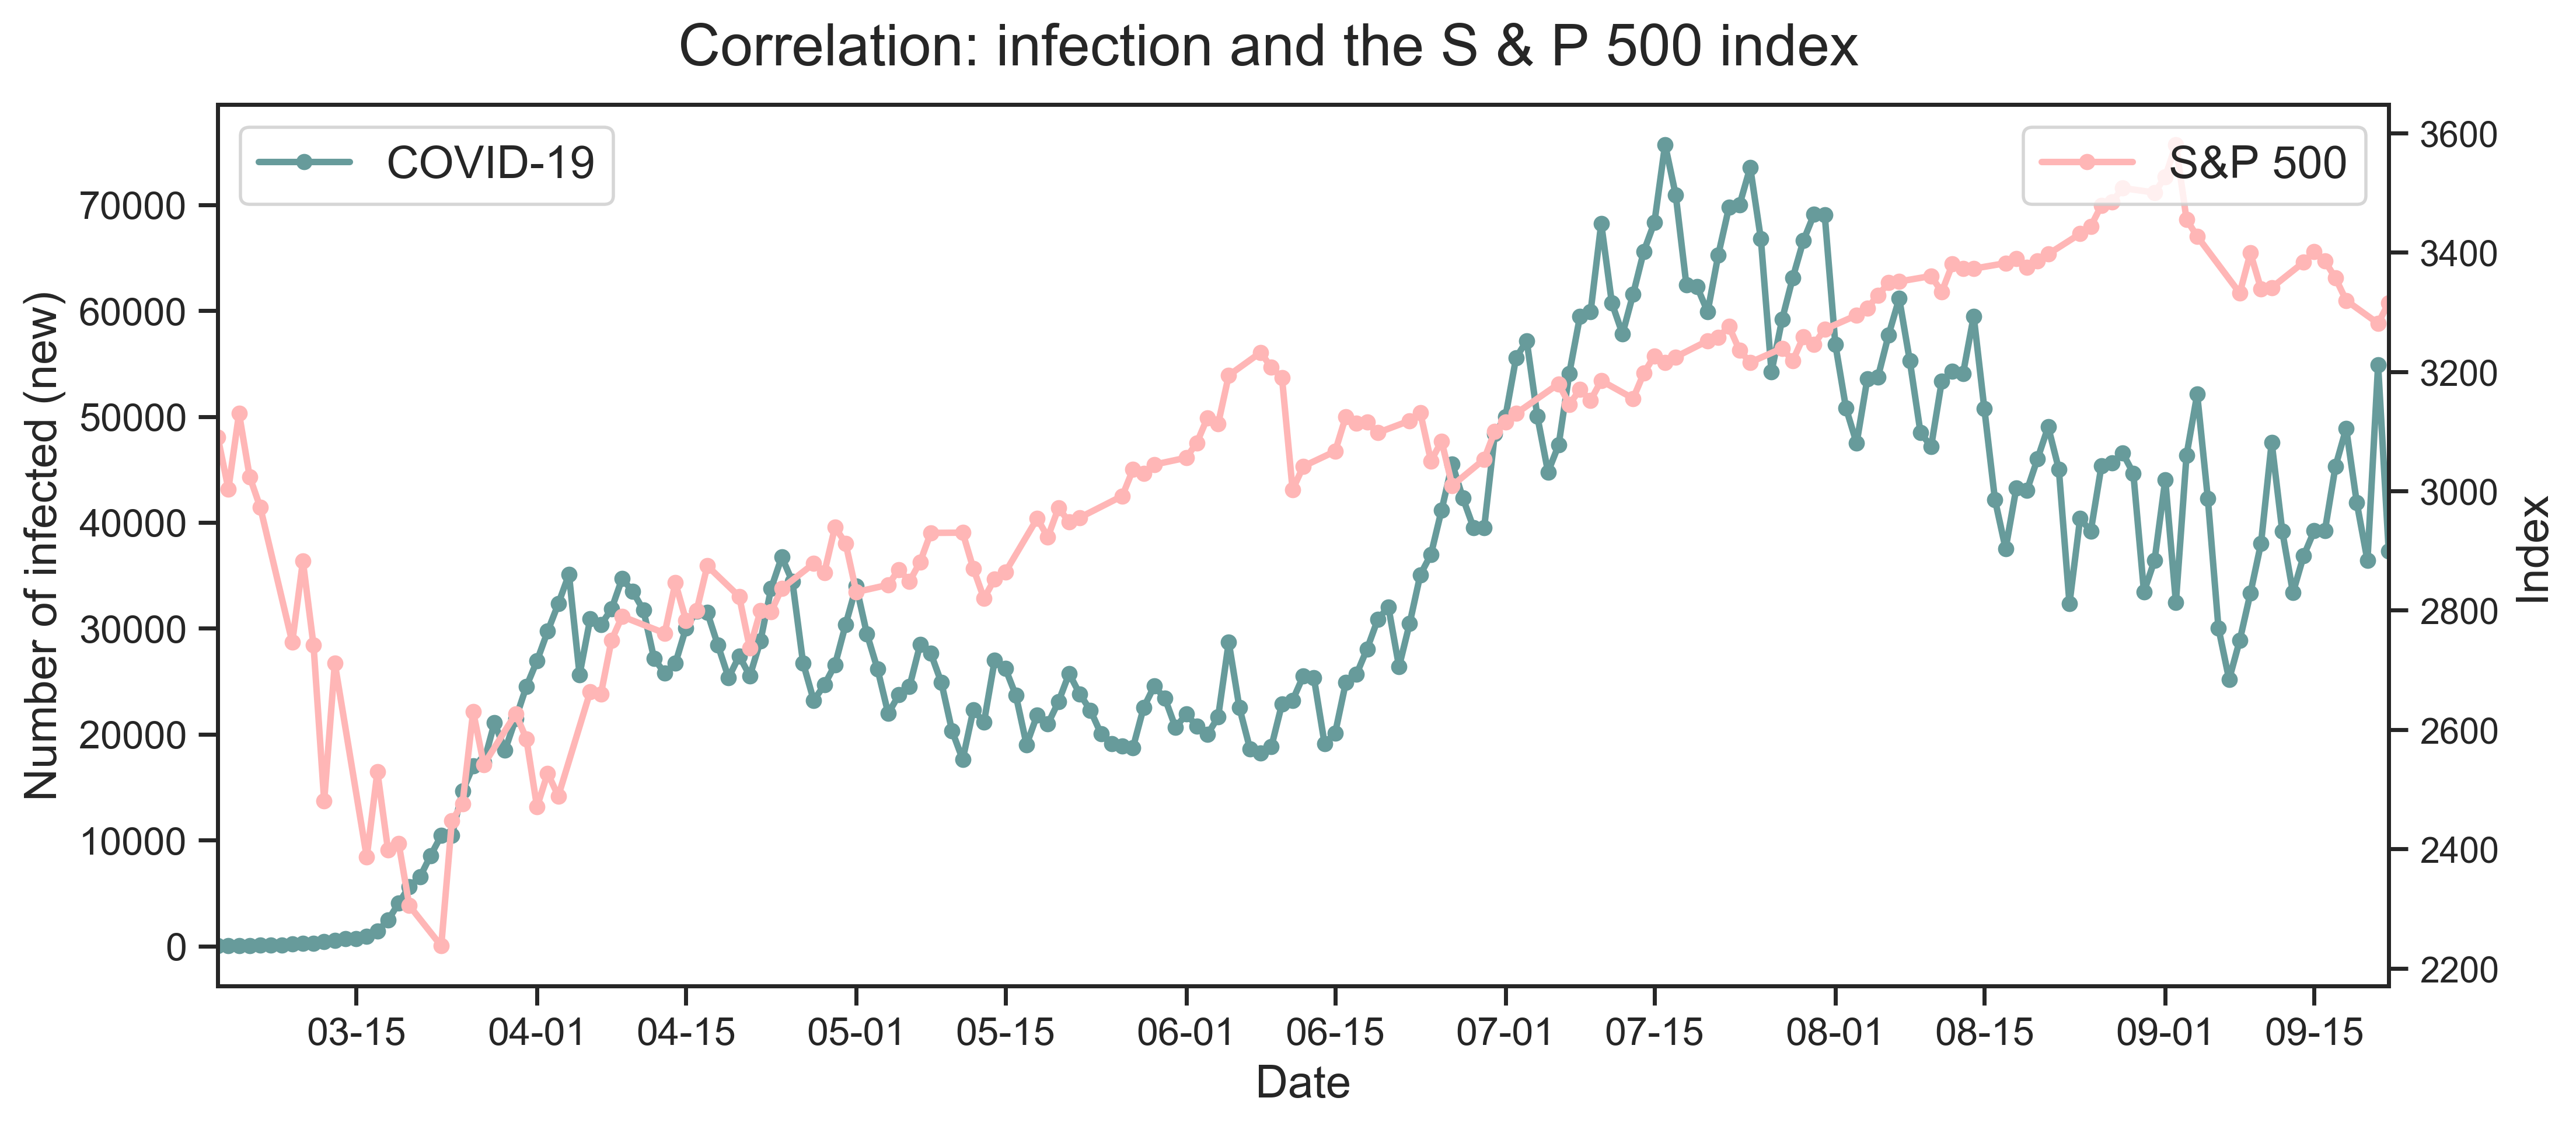 Correlation: infection and the S & P 500 index
COVID-19
S&P 500
Number of infected (new)
70000
60000
50000
40000
30000
20000
10000
0
3600
3400
3200
3000
2800
2600
2400
2200
Index
03-15 04-01 04-15 05-01 05-15 06-01 06-15 07-01 07-15 08-01 08-15 09-01 09-15
Date